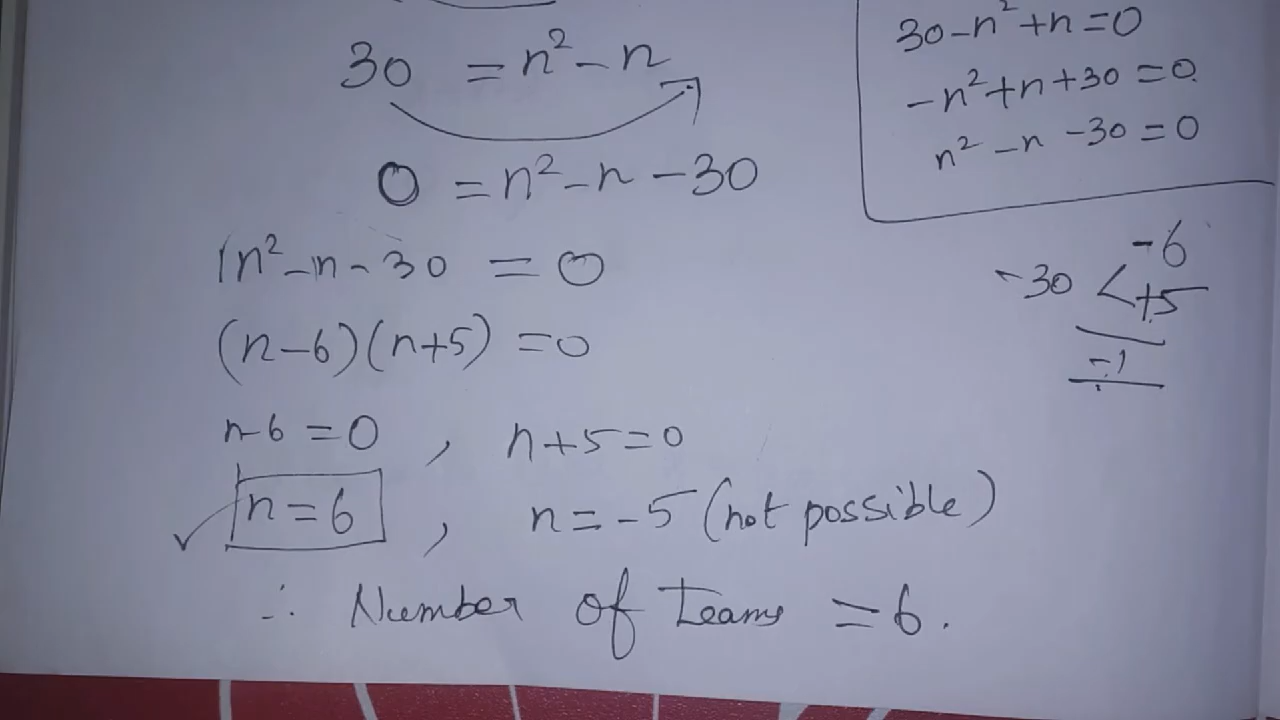 30 = n² - n
0 = n² - n - 30
1n² - n - 30 = 0
(n-6)(n+5) = 0
n-6 = 0 , n+5 = 0
n = 6 , n = -5 (not possible)
∴ Number of teams = 6.
30 - n² + n = 0
-n² + n + 30 = 0
n² - n - 30 = 0
-6
-30 < +5
-1